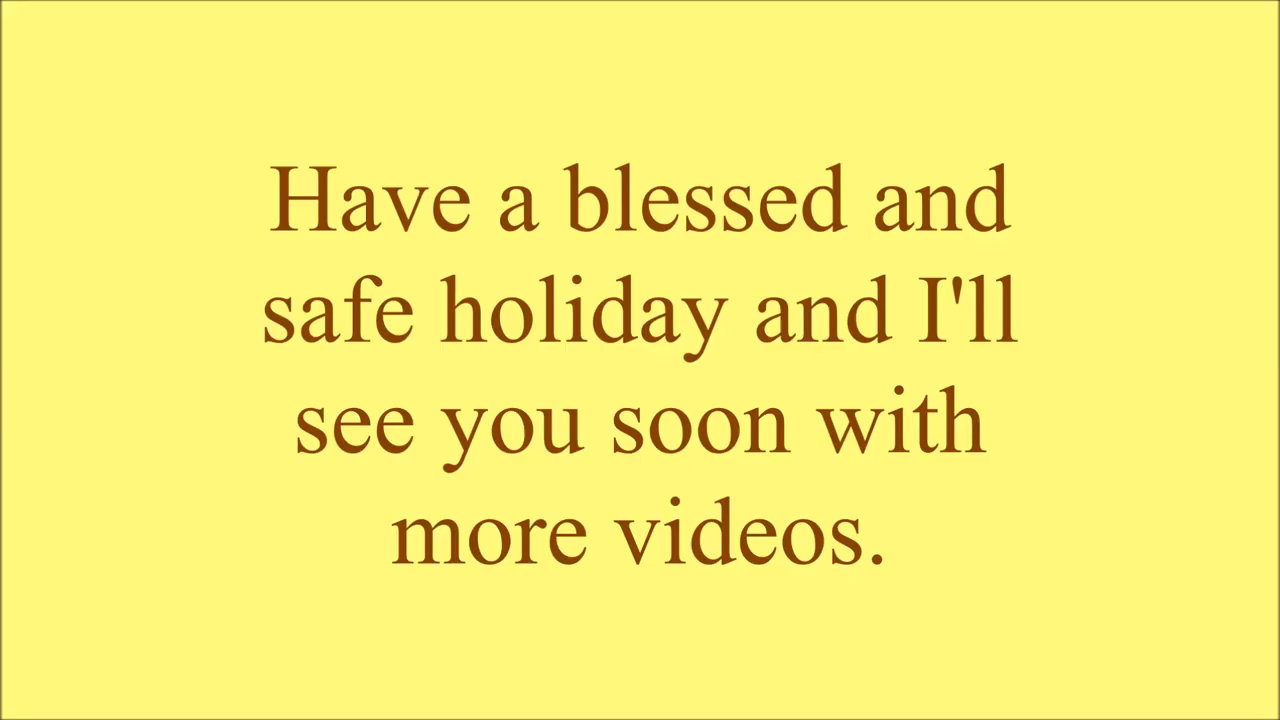 Have a blessed and
safe holiday and I'll
see you soon with
more videos.